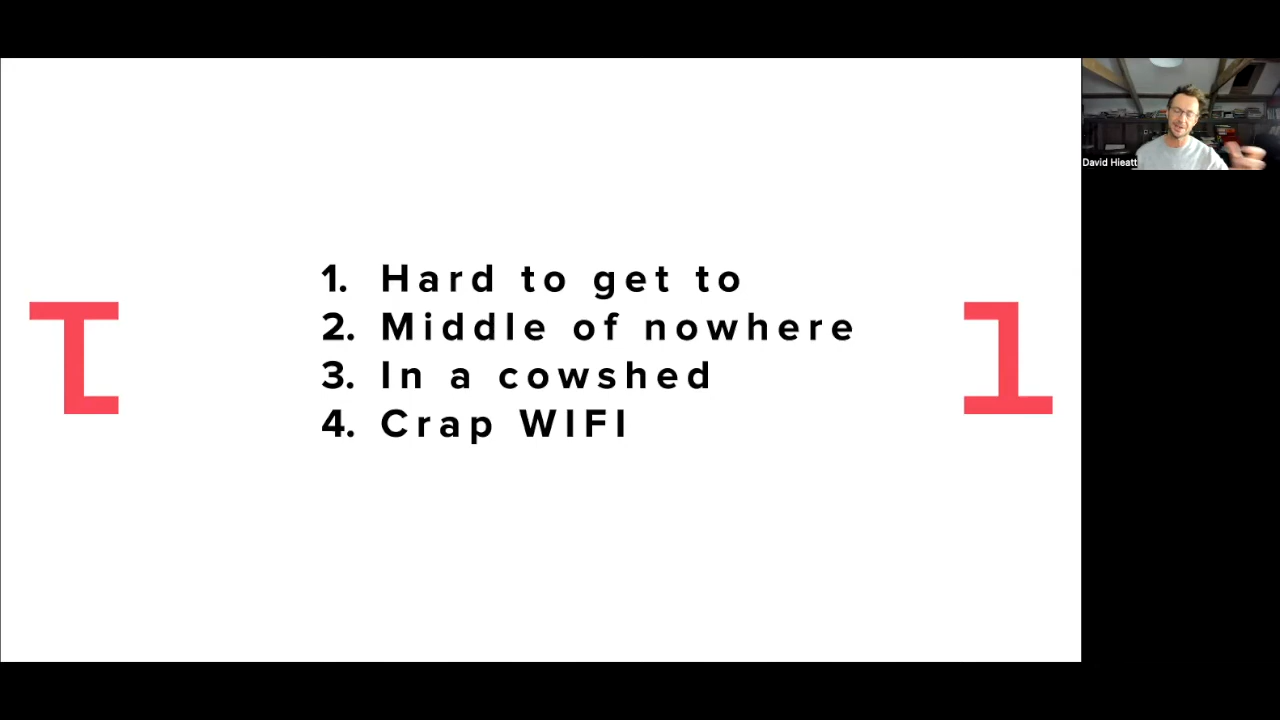 1. Hard to get to
2. Middle of nowhere
3. In a cowshed
4. Crap WIFI
David Hieatt